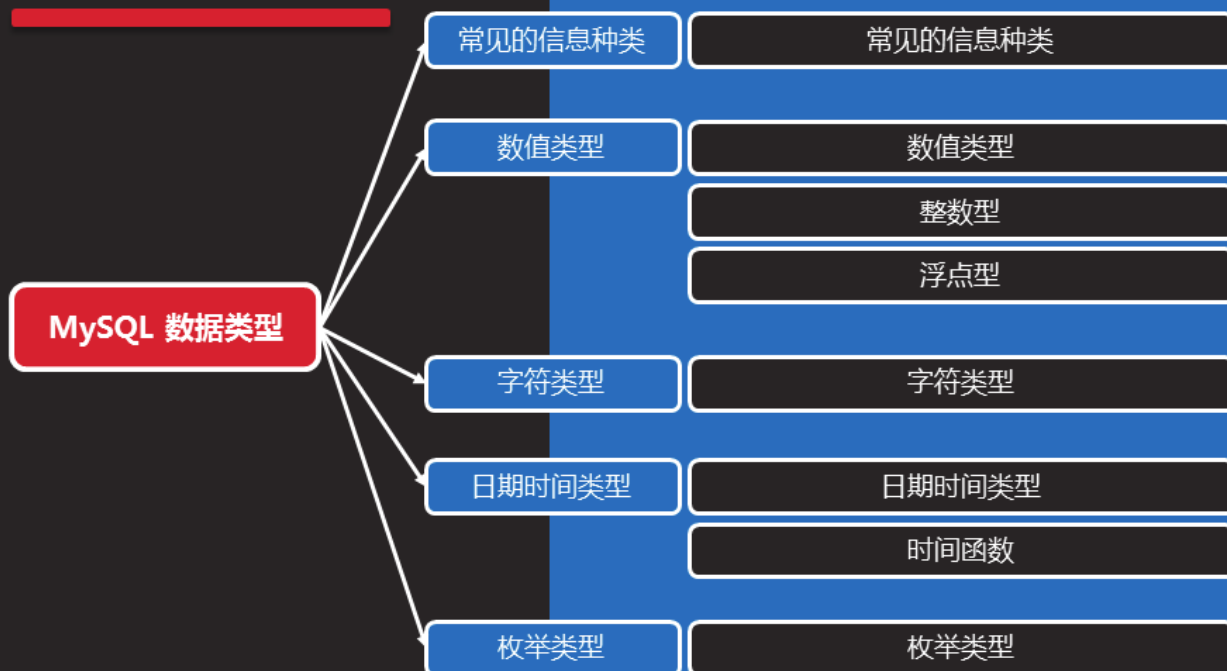 常见的信息种类
常见的信息种类
数值类型
数值类型
整数型
浮点型
MySQL 数据类型
字符类型
字符类型
日期时间类型
日期时间类型
时间函数
枚举类型
枚举类型